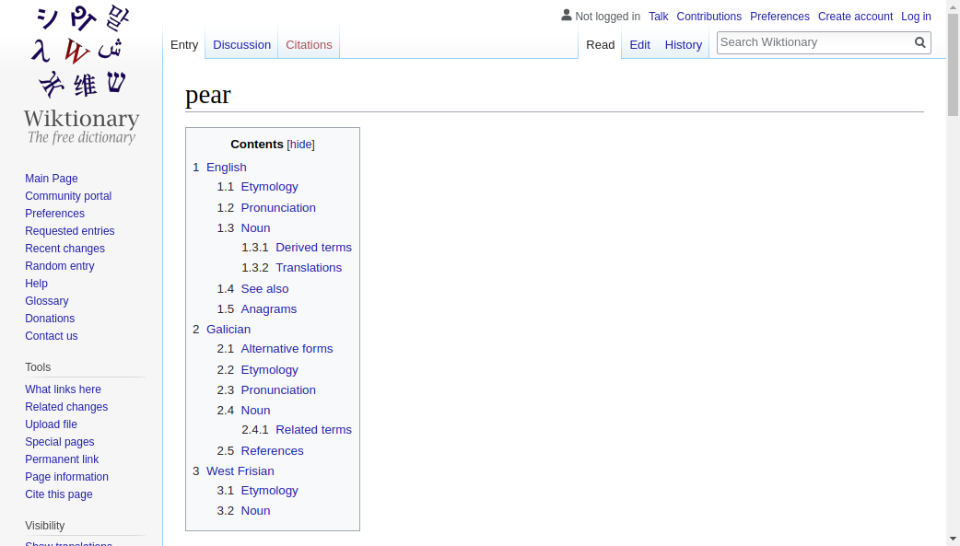 Not logged in Talk Contributions Preferences Create account Log in
Entry Discussion Citations Read Edit History Search Wiktionary
Wiktionary
The free dictionary
Main Page
Community portal
Preferences
Requested entries
Recent changes
Random entry
Help
Glossary
Donations
Contact us
Tools
What links here
Related changes
Upload file
Special pages
Permanent link
Page information
Cite this page
Visibility
Show translations
pear
Contents [hide]
1 English
1.1 Etymology
1.2 Pronunciation
1.3 Noun
1.3.1 Derived terms
1.3.2 Translations
1.4 See also
1.5 Anagrams
2 Galician
2.1 Alternative forms
2.2 Etymology
2.3 Pronunciation
2.4 Noun
2.4.1 Related terms
2.5 References
3 West Frisian
3.1 Etymology
3.2 Noun